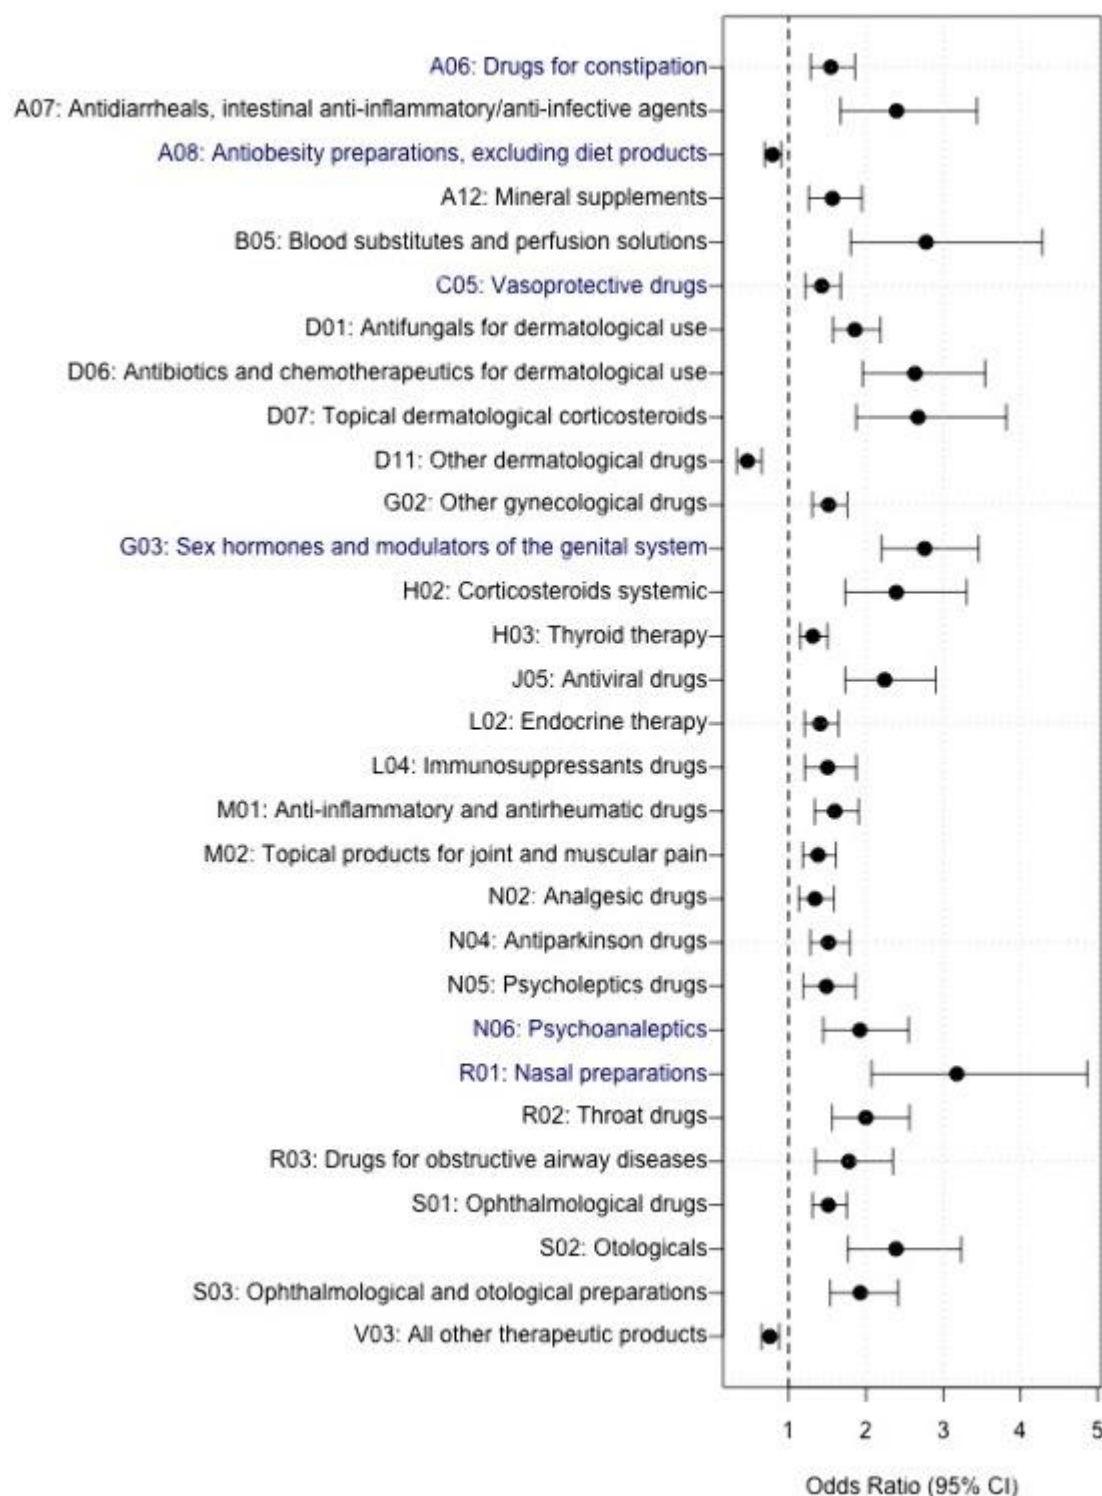 A06: Drugs for constipation
A07: Antidiarrheals, intestinal anti-inflammatory/anti-infective agents
A08: Antiobesity preparations, excluding diet products
A12: Mineral supplements
B05: Blood substitutes and perfusion solutions
C05: Vasoprotective drugs
D01: Antifungals for dermatological use
D06: Antibiotics and chemotherapeutics for dermatological use
D07: Topical dermatological corticosteroids
D11: Other dermatological drugs
G02: Other gynecological drugs
G03: Sex hormones and modulators of the genital system
H02: Corticosteroids systemic
H03: Thyroid therapy
J05: Antiviral drugs
L02: Endocrine therapy
L04: Immunosuppressants drugs
M01: Anti-inflammatory and antirheumatic drugs
M02: Topical products for joint and muscular pain
N02: Analgesic drugs
N04: Antiparkinson drugs
N05: Psycholeptics drugs
N06: Psychoanaleptics
R01: Nasal preparations
R02: Throat drugs
R03: Drugs for obstructive airway diseases
S01: Ophthalmological drugs
S02: Otologicals
S03: Ophthalmological and otological preparations
V03: All other therapeutic products
1 2 3 4 5
Odds Ratio (95% CI)